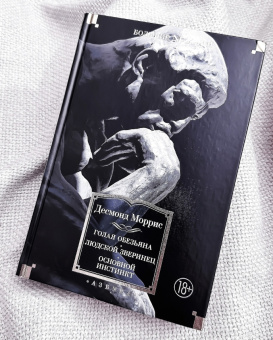 Десмонд Моррис
ГОЛАЯ ОБЕЗЬЯНА
ЛЮДСКОЙ ЗВЕРИНЕЦ
ОСНОВНОЙ
ИНСТИНКТ
18+